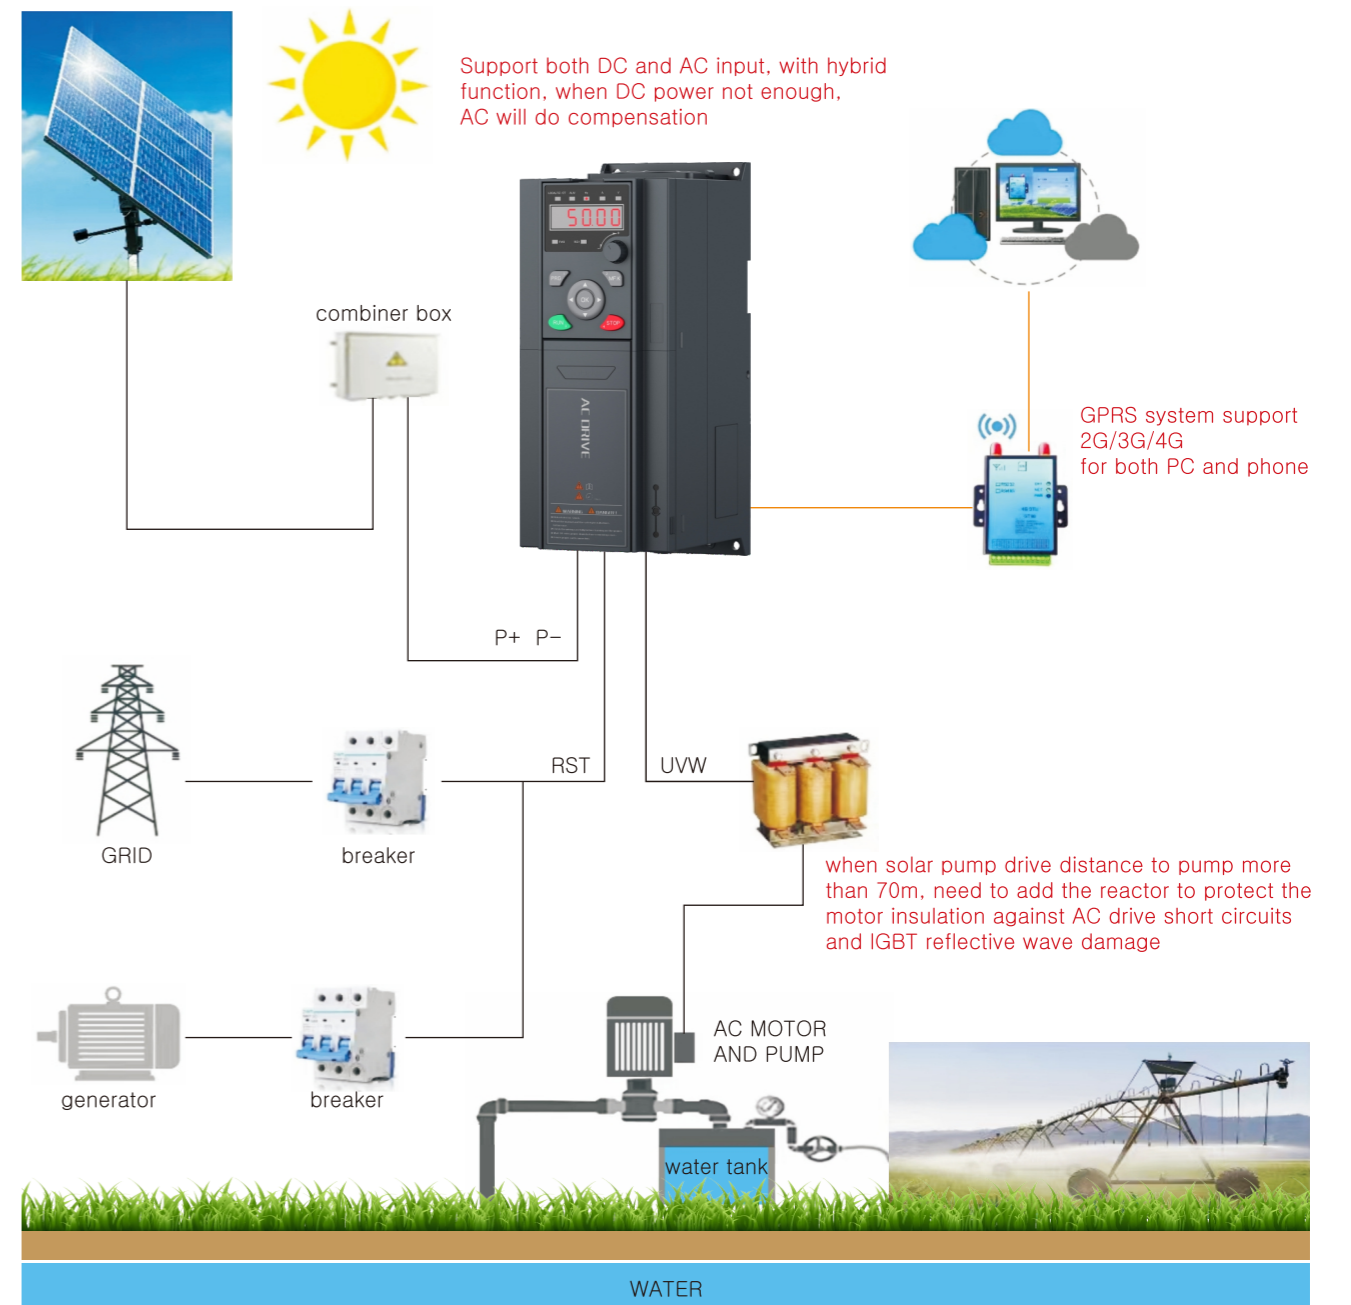 Support both DC and AC input, with hybrid
function, when DC power not enough,
AC will do compensation
50.00
RUN
STOP
combiner box
AC DRIVE
GPRS system support
2G/3G/4G
for both PC and phone
P+ P-
RST
UVW
GRID
breaker
when solar pump drive distance to pump more
than 70m, need to add the reactor to protect the
motor insulation against AC drive short circuits
and IGBT reflective wave damage
AC MOTOR
AND PUMP
generator
breaker
water tank
WATER